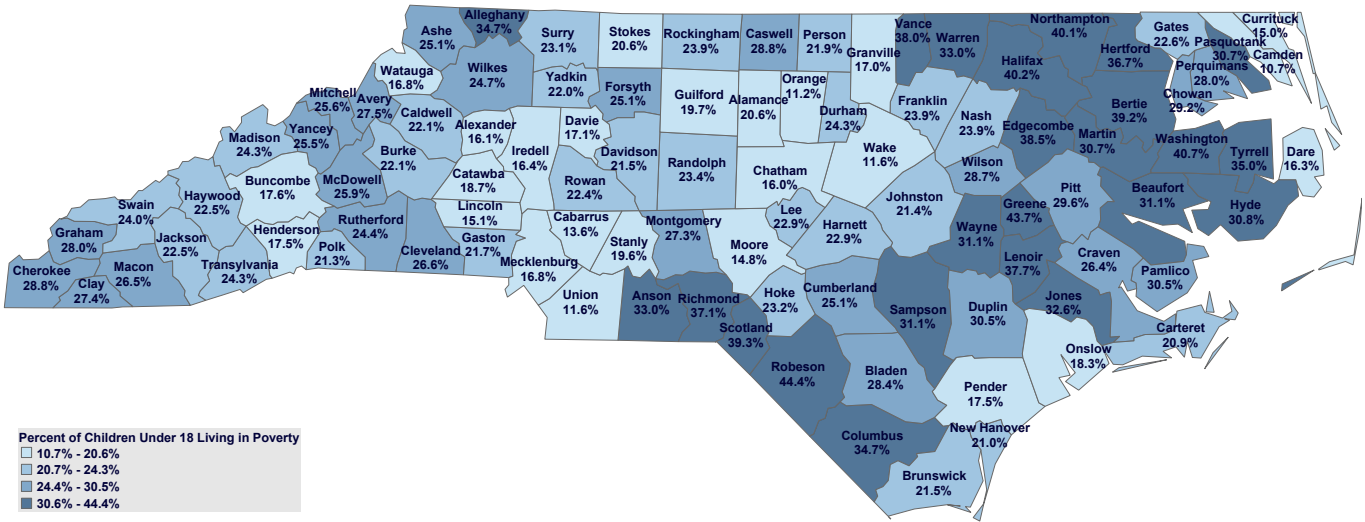 Alleghany
34.7%
Ashe
25.1%
Surry
23.1%
Stokes
20.6%
Rockingham
23.9%
Caswell
28.8%
Person
21.9%
Granville
17.0%
Vance
38.0%
Warren
33.0%
Northampton
40.1%
Halifax
40.2%
Hertford
36.7%
Gates
22.6%
Currituck
15.0%
Pasquotank
30.7%
Camden
10.7%
Perquimans
28.0%
Chowan
29.2%
Watauga
16.8%
Wilkes
24.7%
Yadkin
22.0%
Forsyth
25.1%
Guilford
19.7%
Alamance
20.6%
Orange
11.2%
Durham
24.3%
Franklin
23.9%
Nash
23.9%
Edgecombe
38.5%
Bertie
39.2%
Martin
30.7%
Washington
40.7%
Tyrrell
35.0%
Dare
16.3%
Mitchell
25.6%
Avery
27.5%
Caldwell
22.1%
Alexander
16.1%
Iredell
16.4%
Davie
17.1%
Davidson
21.5%
Randolph
23.4%
Chatham
16.0%
Wake
11.6%
Wilson
28.7%
Pitt
29.6%
Beaufort
31.1%
Hyde
30.8%
Madison
24.3%
Yancey
25.5%
Burke
22.1%
McDowell
25.9%
Buncombe
17.6%
Haywood
22.5%
Swain
24.0%
Graham
28.0%
Cherokee
28.8%
Clay
27.4%
Macon
26.5%
Jackson
22.5%
Transylvania
24.3%
Henderson
17.5%
Polk
21.3%
Rutherford
24.4%
Cleveland
26.6%
Catawba
18.7%
Lincoln
15.1%
Gaston
21.7%
Rowan
22.4%
Cabarrus
13.6%
Mecklenburg
16.8%
Stanly
19.6%
Union
11.6%
Montgomery
27.3%
Anson
33.0%
Richmond
37.1%
Moore
14.8%
Lee
22.9%
Harnett
22.9%
Johnston
21.4%
Wayne
31.1%
Greene
43.7%
Lenoir
37.7%
Craven
26.4%
Pamlico
30.5%
Jones
32.6%
Carteret
20.9%
Onslow
18.3%
Duplin
30.5%
Sampson
31.1%
Cumberland
25.1%
Hoke
23.2%
Scotland
39.3%
Robeson
44.4%
Bladen
28.4%
Pender
17.5%
Columbus
34.7%
New Hanover
21.0%
Brunswick
21.5%
Percent of Children Under 18 Living in Poverty
10.7% - 20.6%
20.7% - 24.3%
24.4% - 30.5%
30.6% - 44.4%